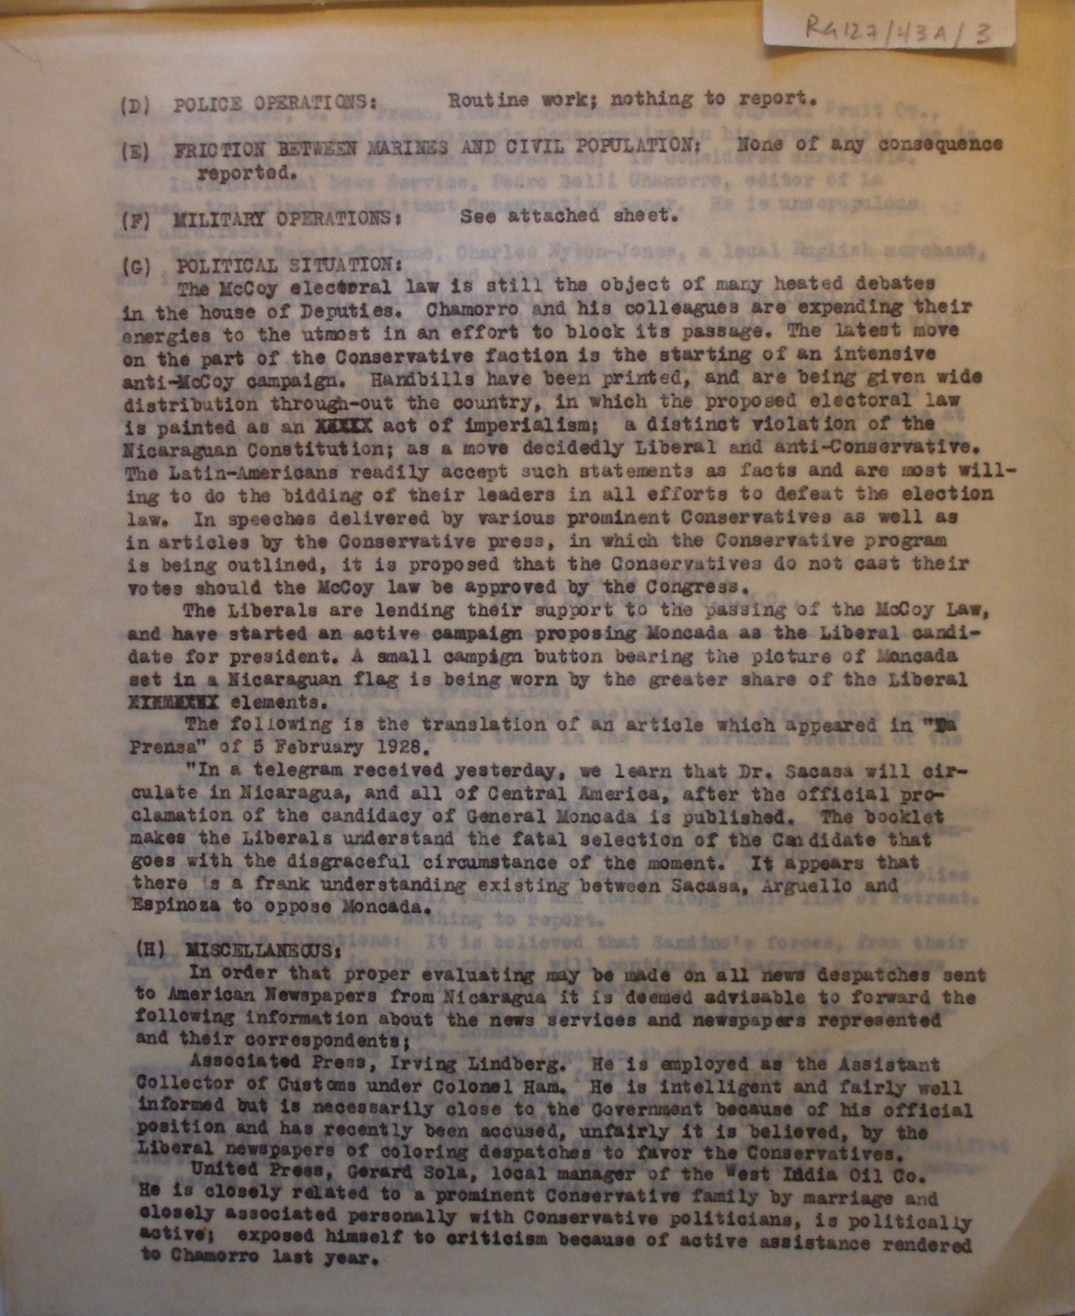 RG127/43A/3
(D) POLICE OPERATIONS: Routine work; nothing to report.
(E) FRICTION BETWEEN MARINES AND CIVIL POPULATION: None of any consequence
reported.
(F) MILITARY OPERATIONS: See attached sheet.
(G) POLITICAL SITUATION:
The McCoy electoral law is still the object of many heated debates
in the house of Deputies. Chamorro and his colleagues are expending their
energies to the utmost in an effort to block its passage. The latest move
on the part of the Conservative faction is the starting of an intensive
anti-McCoy campaign. Handbills have been printed, and are being given wide
distribution through-out the country, in which the proposed electoral law
is painted as an act of imperialism; a distinct violation of the
Nicaraguan Constitution; as a move decidedly Liberal and anti-Conservative.
The Latin-Americans readily accept such statements as facts and are most will-
ing to do the bidding of their leaders in all efforts to defeat the election
law. In speeches delivered by various prominent Conservatives as well as
in articles by the Conservative press, in which the Conservative program
is being outlined, it is proposed that the Conservatives do not cast their
votes should the McCoy law be approved by the Congress.
The Liberals are lending their support to the passing of the McCoy Law,
and have started an active campaign proposing Moncada as the Liberal candi-
date for president. A small campign button bearing the picture of Moncada
set in a Nicaraguan flag is being worn by the greater share of the Liberal
elements.
The following is the translation of an article which appeared in "La
Prensa" of 5 February 1928.
"In a telegram received yesterday, we learn that Dr. Sacasa will cir-
culate in Nicaragua, and all of Central America, after the official pro-
clamation of the candidacy of General Moncada is published. The booklet
makes the Liberals understand the fatal selection of the Candidate that
goes with the disgraceful circumstance of the moment. It appears that
there is a frank understanding existing between Sacasa, Arguello and
Espinoza to oppose Moncada.
(H) MISCELLANEOUS:
In order that proper evaluating may be made on all news despatches sent
to American Newspapers from Nicaragua it is deemed advisable to forward the
following information about the news services and newspapers represented
and their correspondents;
Associated Press, Irving Lindberg. He is employed as the Assistant
Collector of Customs under Colonel Ham. He is intelligent and fairly well
informed but is necessarily close to the Government because of his official
position and has recently been accused, unfairly it is believed, by the
Liberal newspapers of coloring despatches to favor the Conservatives.
United Press, Gerard Sola, local manager of the West India Oil Co.
He is closely related to a prominent Conservative family by marriage and
closely associated personally with Conservative politicians, is politically
active; exposed himself to criticism because of active assistance rendered
to Chamorro last year.